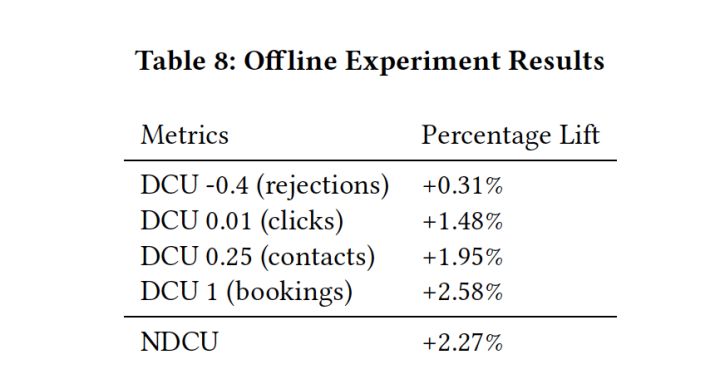 Table 8: Offline Experiment Results
Metrics Percentage Lift
DCU -0.4 (rejections) +0.31%
DCU 0.01 (clicks) +1.48%
DCU 0.25 (contacts) +1.95%
DCU 1 (bookings) +2.58%
NDCU +2.27%